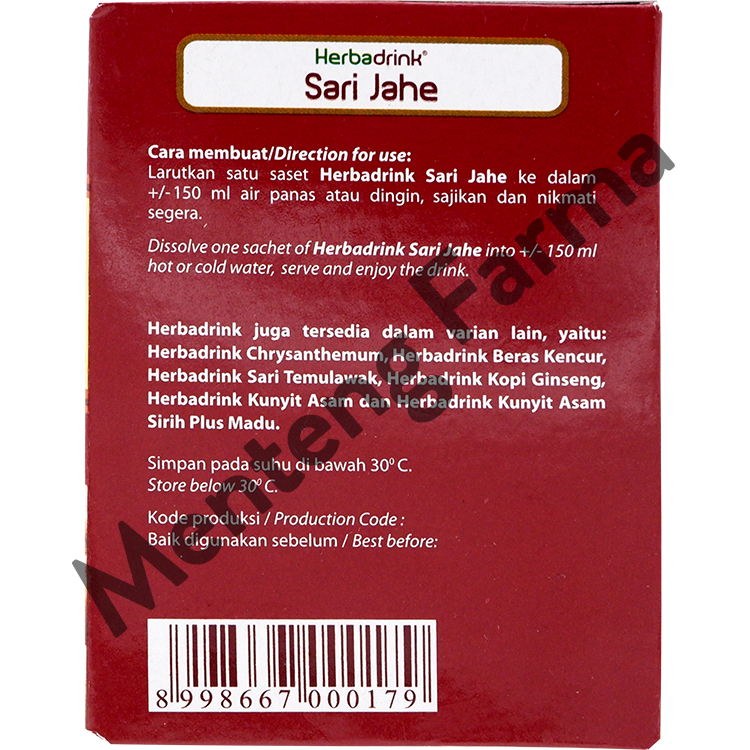 Herbadrink®
Sari Jahe
Cara membuat/Direction for use:
Larutkan satu saset Herbadrink Sari Jahe ke dalam
+/-150 ml air panas atau dingin, sajikan dan nikmati
segera.
Dissolve one sachet of Herbadrink Sari Jahe into +/- 150 ml
hot or cold water, serve and enjoy the drink.
Herbadrink juga tersedia dalam varian lain, yaitu:
Herbadrink Chrysanthemum, Herbadrink Beras Kencur,
Herbadrink Sari Temulawak, Herbadrink Kopi Ginseng,
Herbadrink Kunyit Asam dan Herbadrink Kunyit Asam
Sirih Plus Madu.
Simpan pada suhu di bawah 30⁰ C.
Store below 30⁰ C.
Kode produksi / Production Code :
Baik digunakan sebelum / Best before:
8 998667 000179
Menteng Farma